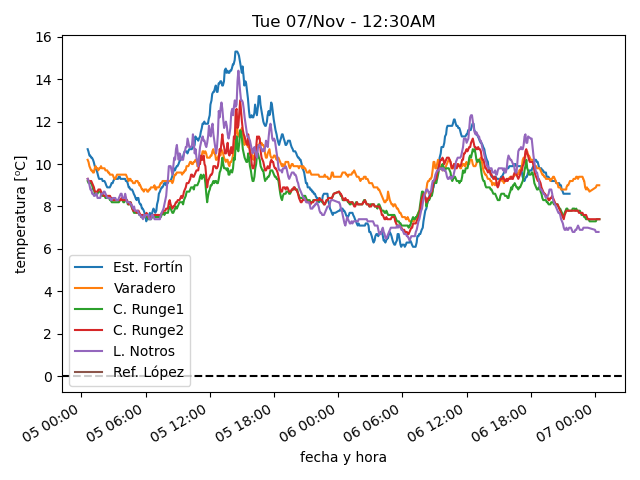 Tue 07/Nov - 12:30AM
temperatura [ºC]
16
14
12
10
8
6
4
2
0
Est. Fortín
Varadero
C. Runge1
C. Runge2
L. Notros
Ref. López
05 00:00
05 06:00
05 12:00
05 18:00
06 00:00
06 06:00
06 12:00
06 18:00
07 00:00
fecha y hora